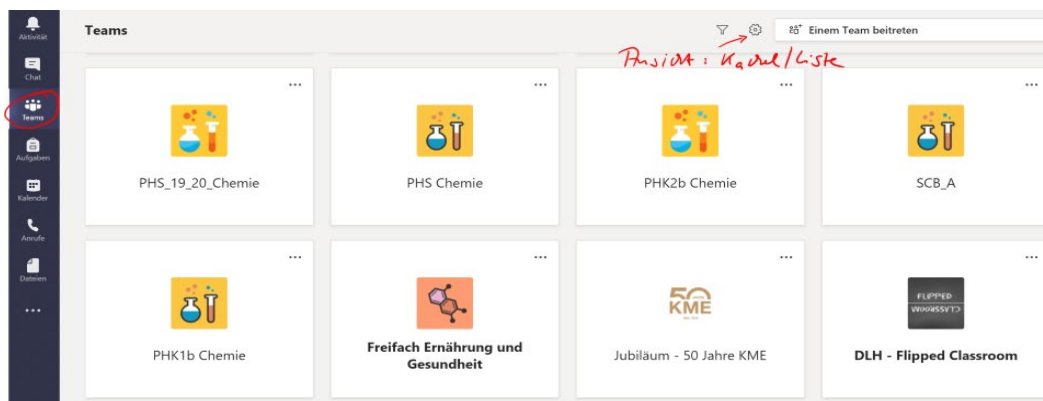 Aktivität
Chat
Teams
Aufgaben
Kalender
Anrufe
Dateien
Teams
Einem Team beitreten
Ansicht: Kachel/Liste
PHS_19_20_Chemie
PHS Chemie
PHK2b Chemie
SCB_A
PHK1b Chemie
Freifach Ernährung und
Gesundheit
50
KME
Jubiläum - 50 Jahre KME
FLIPPED
CLASSROOM
DLH - Flipped Classroom